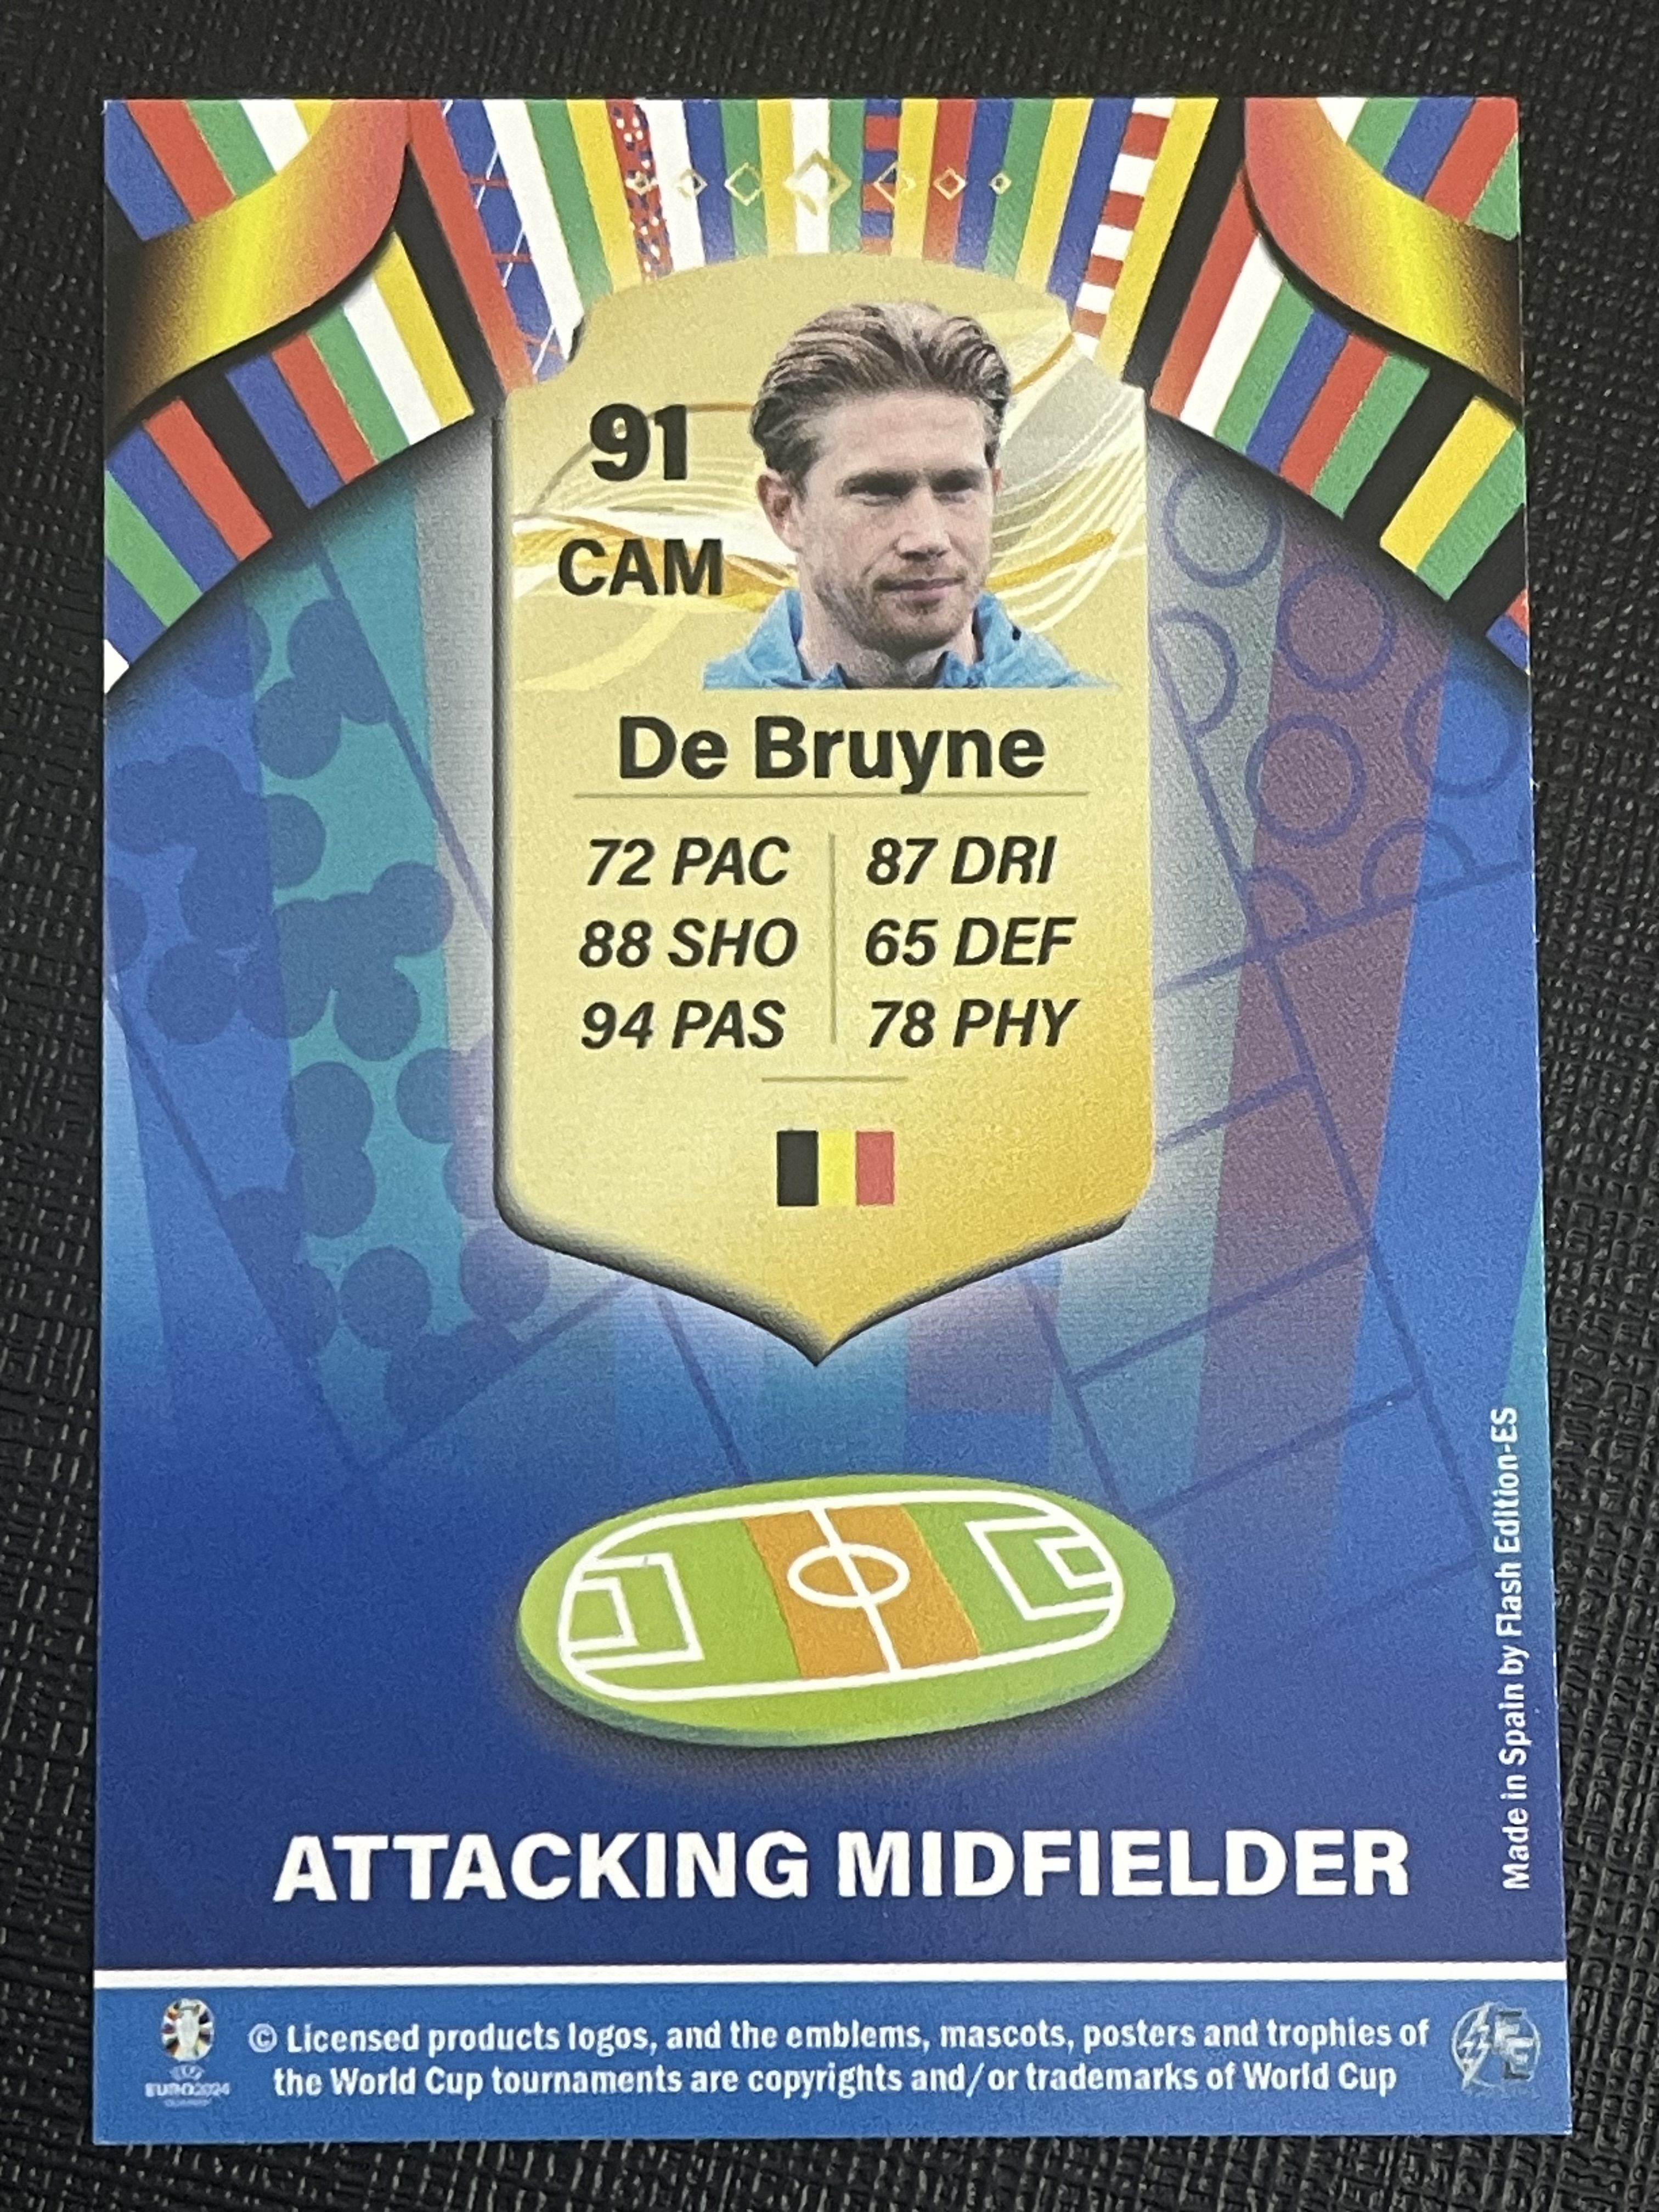 91
CAM
De Bruyne
72 PAC 87 DRI
88 SHO 65 DEF
94 PAS 78 PHY
ATTACKING MIDFIELDER
Made in Spain by Flash Edition-ES
© Licensed products logos, and the emblems, mascots, posters and trophies of
the World Cup tournaments are copyrights and/or trademarks of World Cup
EURO2024